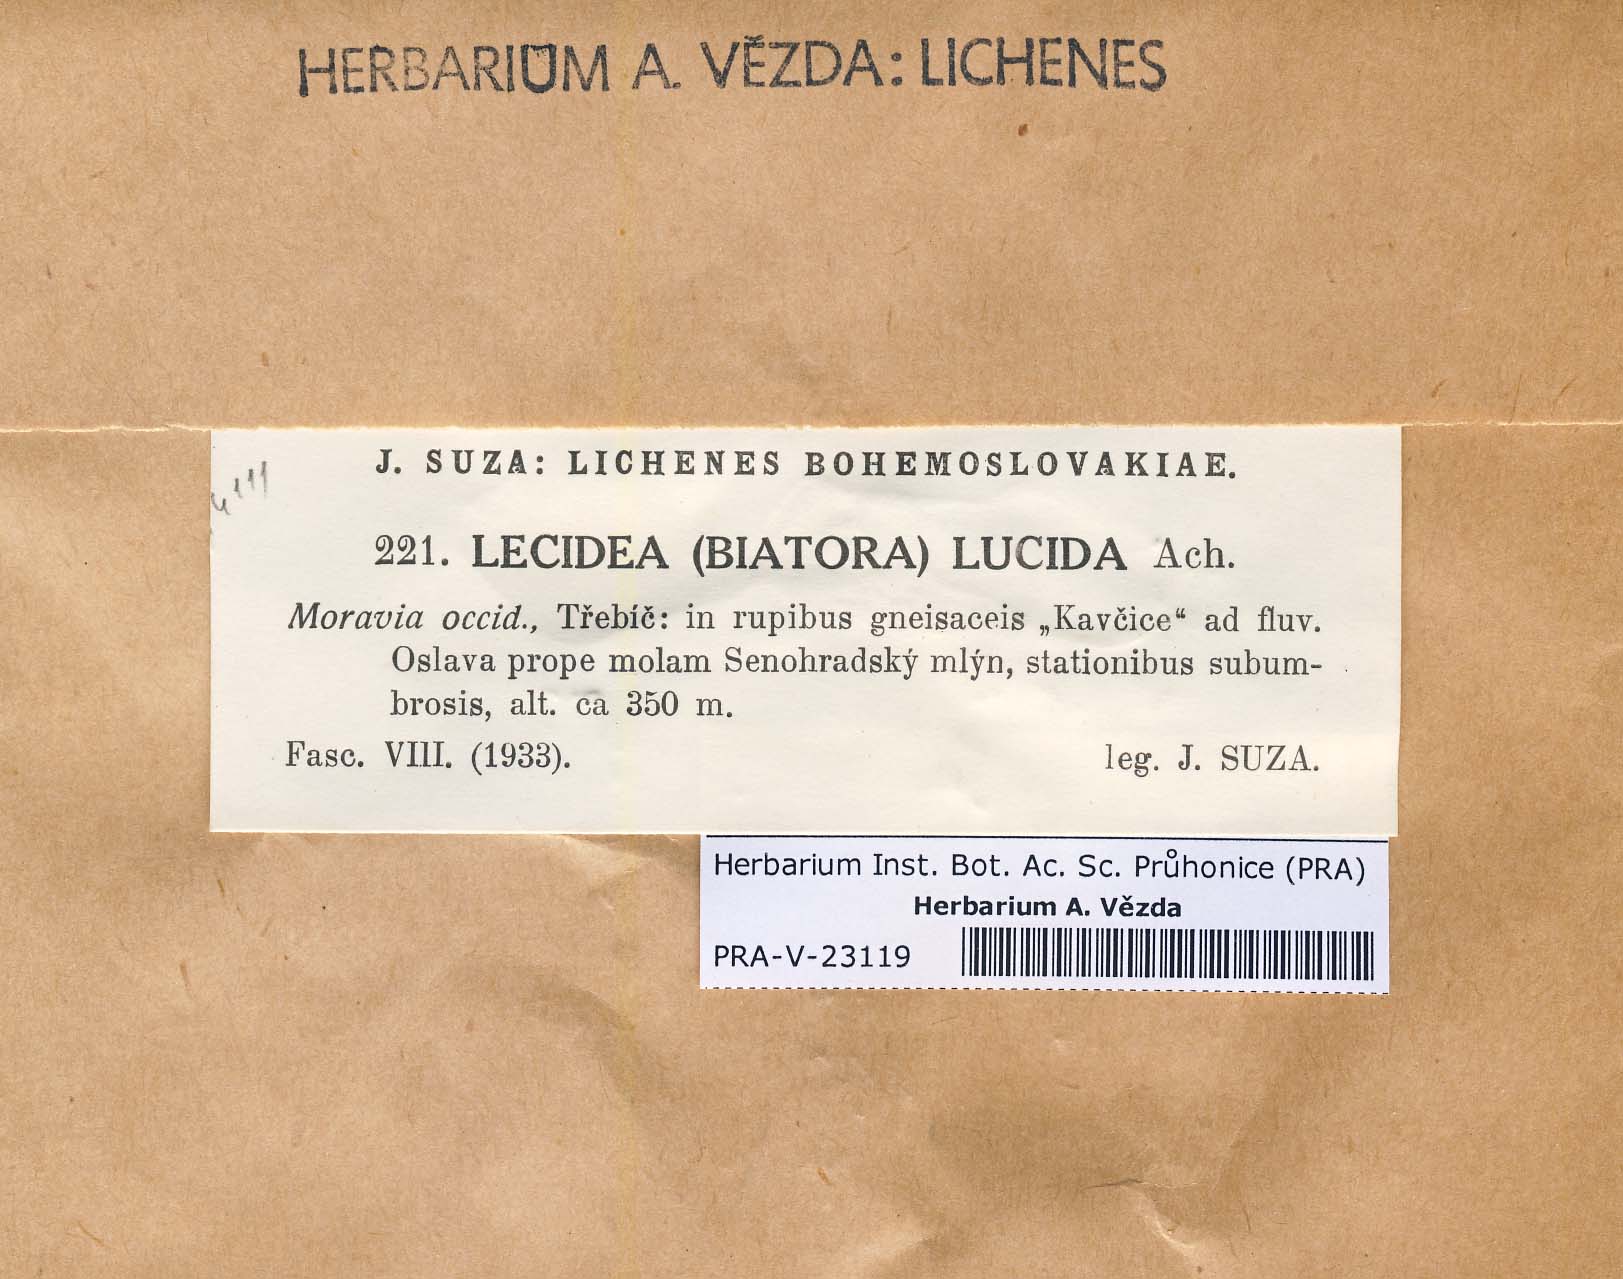 HERBARIUM A. VĚZDA: LICHENES
J. SUZA: LICHENES BOHEMOSLOVAKIAE.
221. LECIDEA (BIATORA) LUCIDA Ach.
Moravia occid., Třebíč: in rupibus gneisaceis „Kavčice“ ad fluv.
Oslava prope molam Senohradský mlýn, stationibus subum-
brosis, alt. ca 350 m.
Fasc. VIII. (1933). leg. J. SUZA.
Herbarium Inst. Bot. Ac. Sc. Průhonice (PRA)
Herbarium A. Vězda
PRA-V-23119